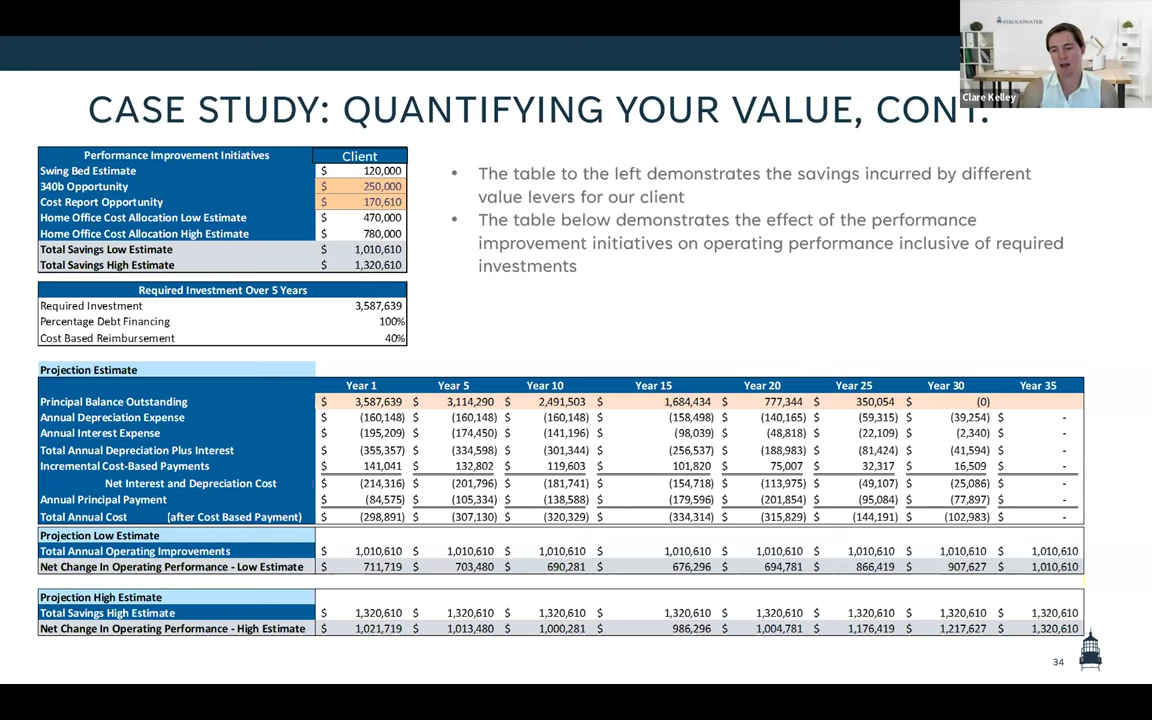 STROUDWATER
Clare Kelley
CASE STUDY: QUANTIFYING YOUR VALUE, CONT.
Performance Improvement Initiatives Client
Swing Bed Estimate $ 120,000
340b Opportunity $ 250,000
Cost Report Opportunity $ 170,610
Home Office Cost Allocation Low Estimate $ 470,000
Home Office Cost Allocation High Estimate $ 780,000
Total Savings Low Estimate $ 1,010,610
Total Savings High Estimate $ 1,320,610
• The table to the left demonstrates the savings incurred by different
value levers for our client
• The table below demonstrates the effect of the performance
improvement initiatives on operating performance inclusive of required
investments
Required Investment Over 5 Years
Required Investment 3,587,639
Percentage Debt Financing 100%
Cost Based Reimbursement 40%
Projection Estimate
Year 1 Year 5 Year 10 Year 15 Year 20 Year 25 Year 30 Year 35
Principal Balance Outstanding $ 3,587,639 $ 3,114,290 $ 2,491,503 $ 1,684,434 $ 777,344 $ 350,054 $ (0)
Annual Depreciation Expense $ (160,148) $ (160,148) $ (160,148) $ (158,498) $ (140,165) $ (59,315) $ (39,254) $ -
Annual Interest Expense $ (195,209) $ (174,450) $ (141,196) $ (98,039) $ (48,818) $ (22,109) $ (2,340) $ -
Total Annual Depreciation Plus Interest $ (355,357) $ (334,598) $ (301,344) $ (256,537) $ (188,983) $ (81,424) $ (41,594) $ -
Incremental Cost-Based Payments $ 141,041 $ 132,802 $ 119,603 $ 101,820 $ 75,007 $ 32,317 $ 16,509 $ -
Net Interest and Depreciation Cost $ (214,316) $ (201,796) $ (181,741) $ (154,718) $ (113,975) $ (49,107) $ (25,086) $ -
Annual Principal Payment $ (84,575) $ (105,334) $ (138,588) $ (179,596) $ (201,854) $ (95,084) $ (77,897) $ -
Total Annual Cost (after Cost Based Payment) $ (298,891) $ (307,130) $ (320,329) $ (334,314) $ (315,829) $ (144,191) $ (102,983) $ -
Projection Low Estimate
Total Annual Operating Improvements $ 1,010,610 $ 1,010,610 $ 1,010,610 $ 1,010,610 $ 1,010,610 $ 1,010,610 $ 1,010,610 $ 1,010,610
Net Change In Operating Performance - Low Estimate $ 711,719 $ 703,480 $ 690,281 $ 676,296 $ 694,781 $ 866,419 $ 907,627 $ 1,010,610
Projection High Estimate
Total Savings High Estimate $ 1,320,610 $ 1,320,610 $ 1,320,610 $ 1,320,610 $ 1,320,610 $ 1,320,610 $ 1,320,610 $ 1,320,610
Net Change In Operating Performance - High Estimate $ 1,021,719 $ 1,013,480 $ 1,000,281 $ 986,296 $ 1,004,781 $ 1,176,419 $ 1,217,627 $ 1,320,610
34